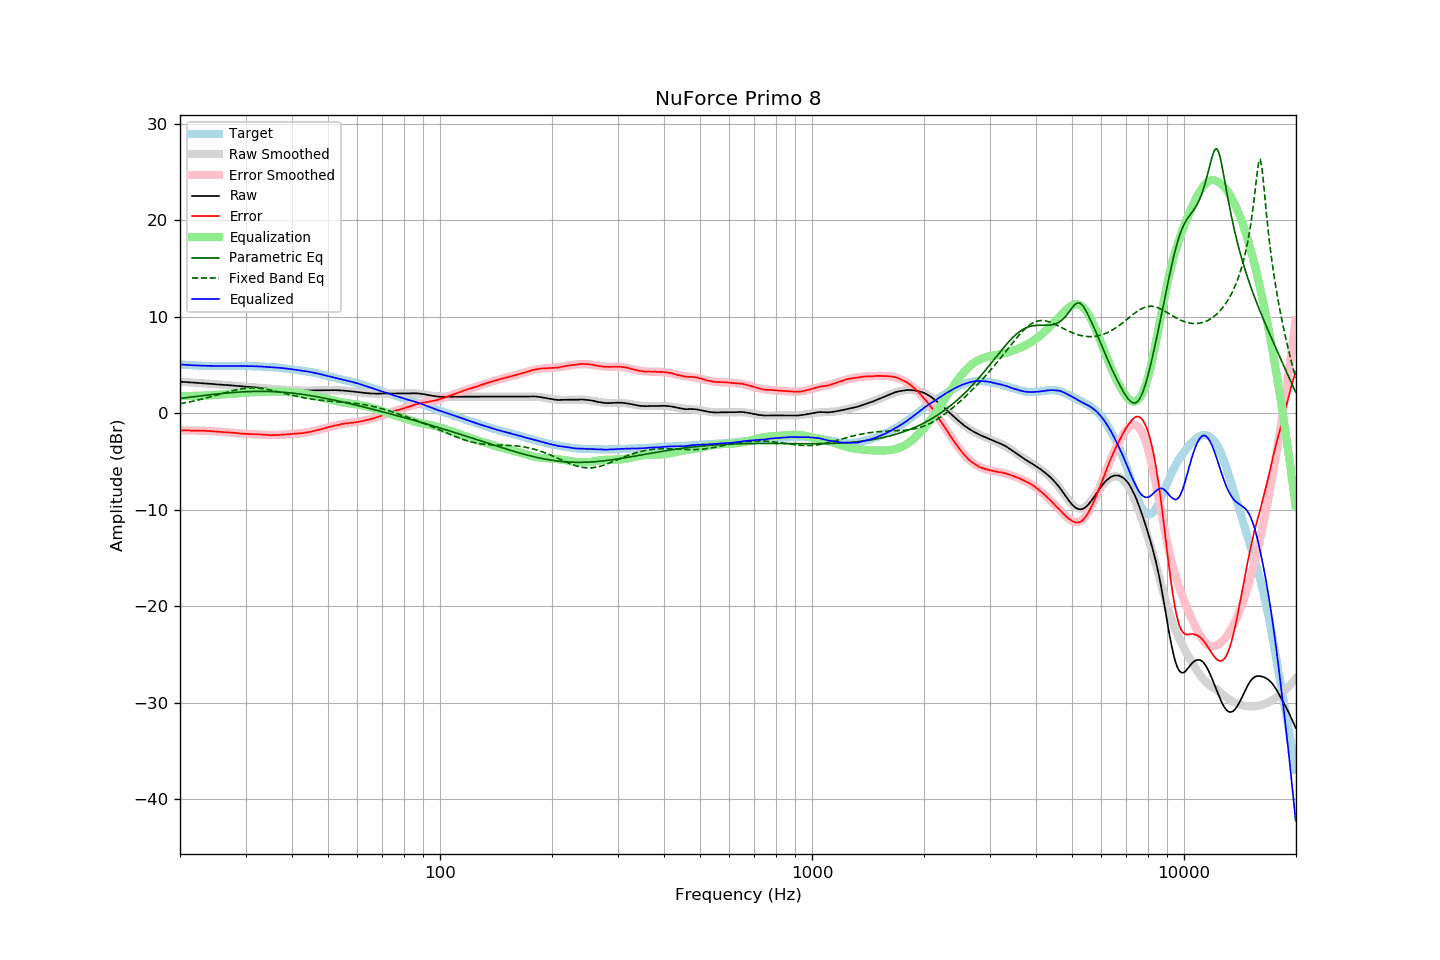 NuForce Primo 8
Target
Raw Smoothed
Error Smoothed
Raw
Error
Equalization
Parametric Eq
Fixed Band Eq
Equalized
30
20
10
0
−10
−20
−30
−40
Amplitude (dBr)
100
1000
10000
Frequency (Hz)